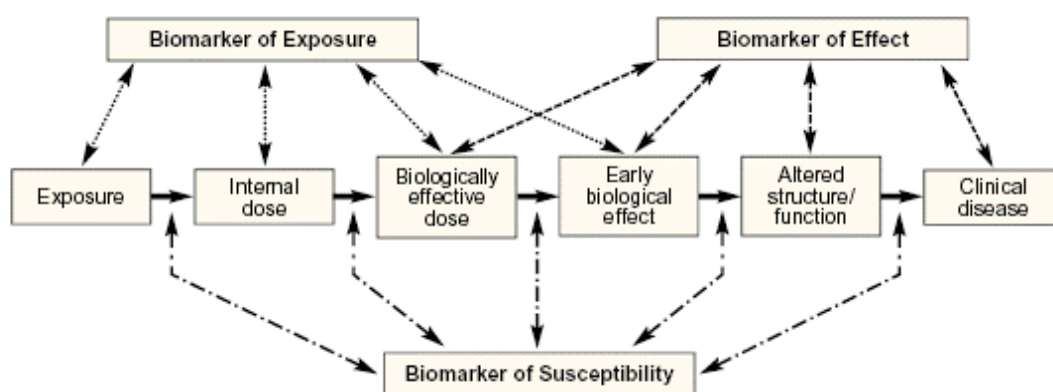 Biomarker of Exposure
Biomarker of Effect
Exposure
Internal
dose
Biologically
effective
dose
Early
biological
effect
Altered
structure/
function
Clinical
disease
Biomarker of Susceptibility